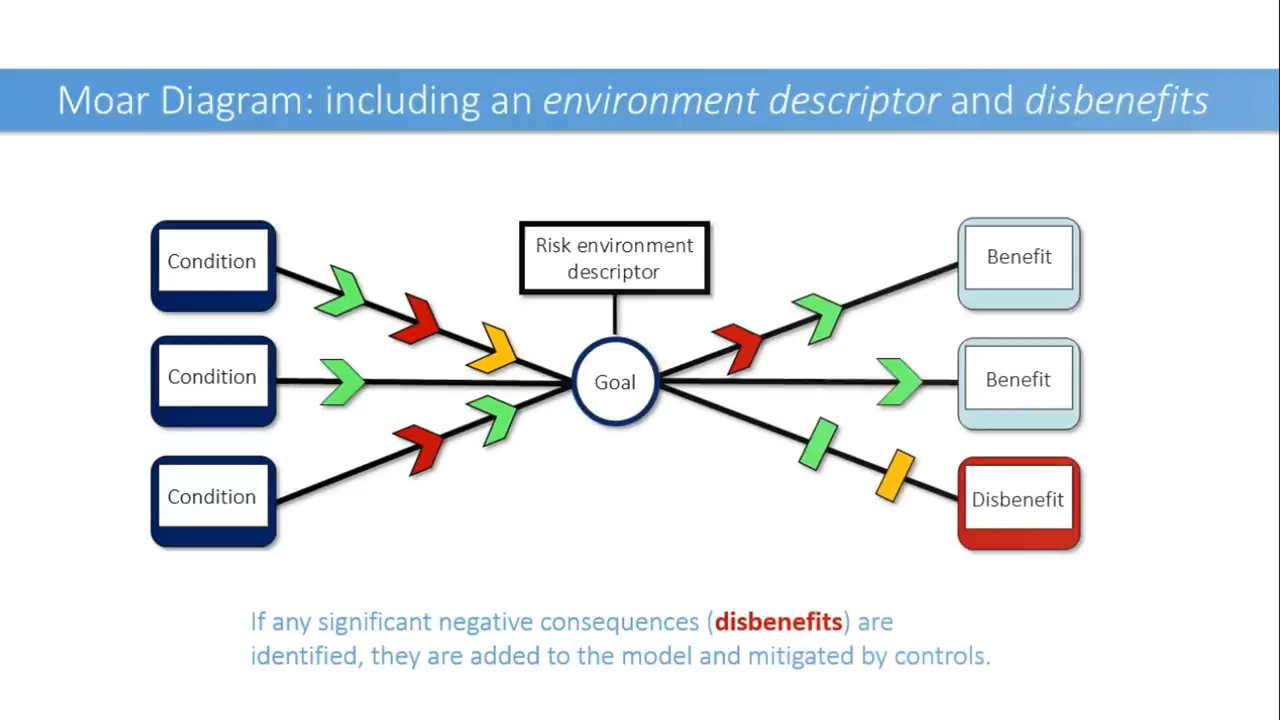 Moar Diagram: including an environment descriptor and disbenefits
Condition
Risk environment
descriptor
Benefit
Condition
Goal
Benefit
Condition
Disbenefit
If any significant negative consequences (disbenefits) are
identified, they are added to the model and mitigated by controls.